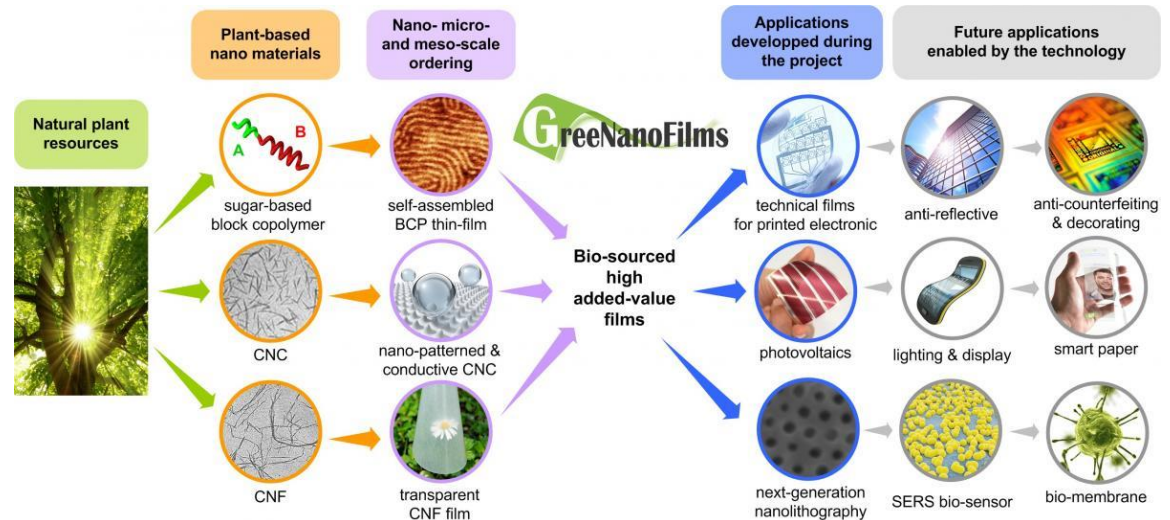 Natural plant
resources
Plant-based
nano materials
Nano- micro-
and meso-scale
ordering
Applications
developped during
the project
Future applications
enabled by the technology
GreeNanoFilms
A
B
sugar-based
block copolymer
self-assembled
BCP thin-film
technical films
for printed electronic
anti-reflective
anti-counterfeiting
& decorating
CNC
nano-patterned &
conductive CNC
Bio-sourced
high
added-value
films
photovoltaics
lighting & display
smart paper
CNF
transparent
CNF film
next-generation
nanolithography
SERS bio-sensor
bio-membrane